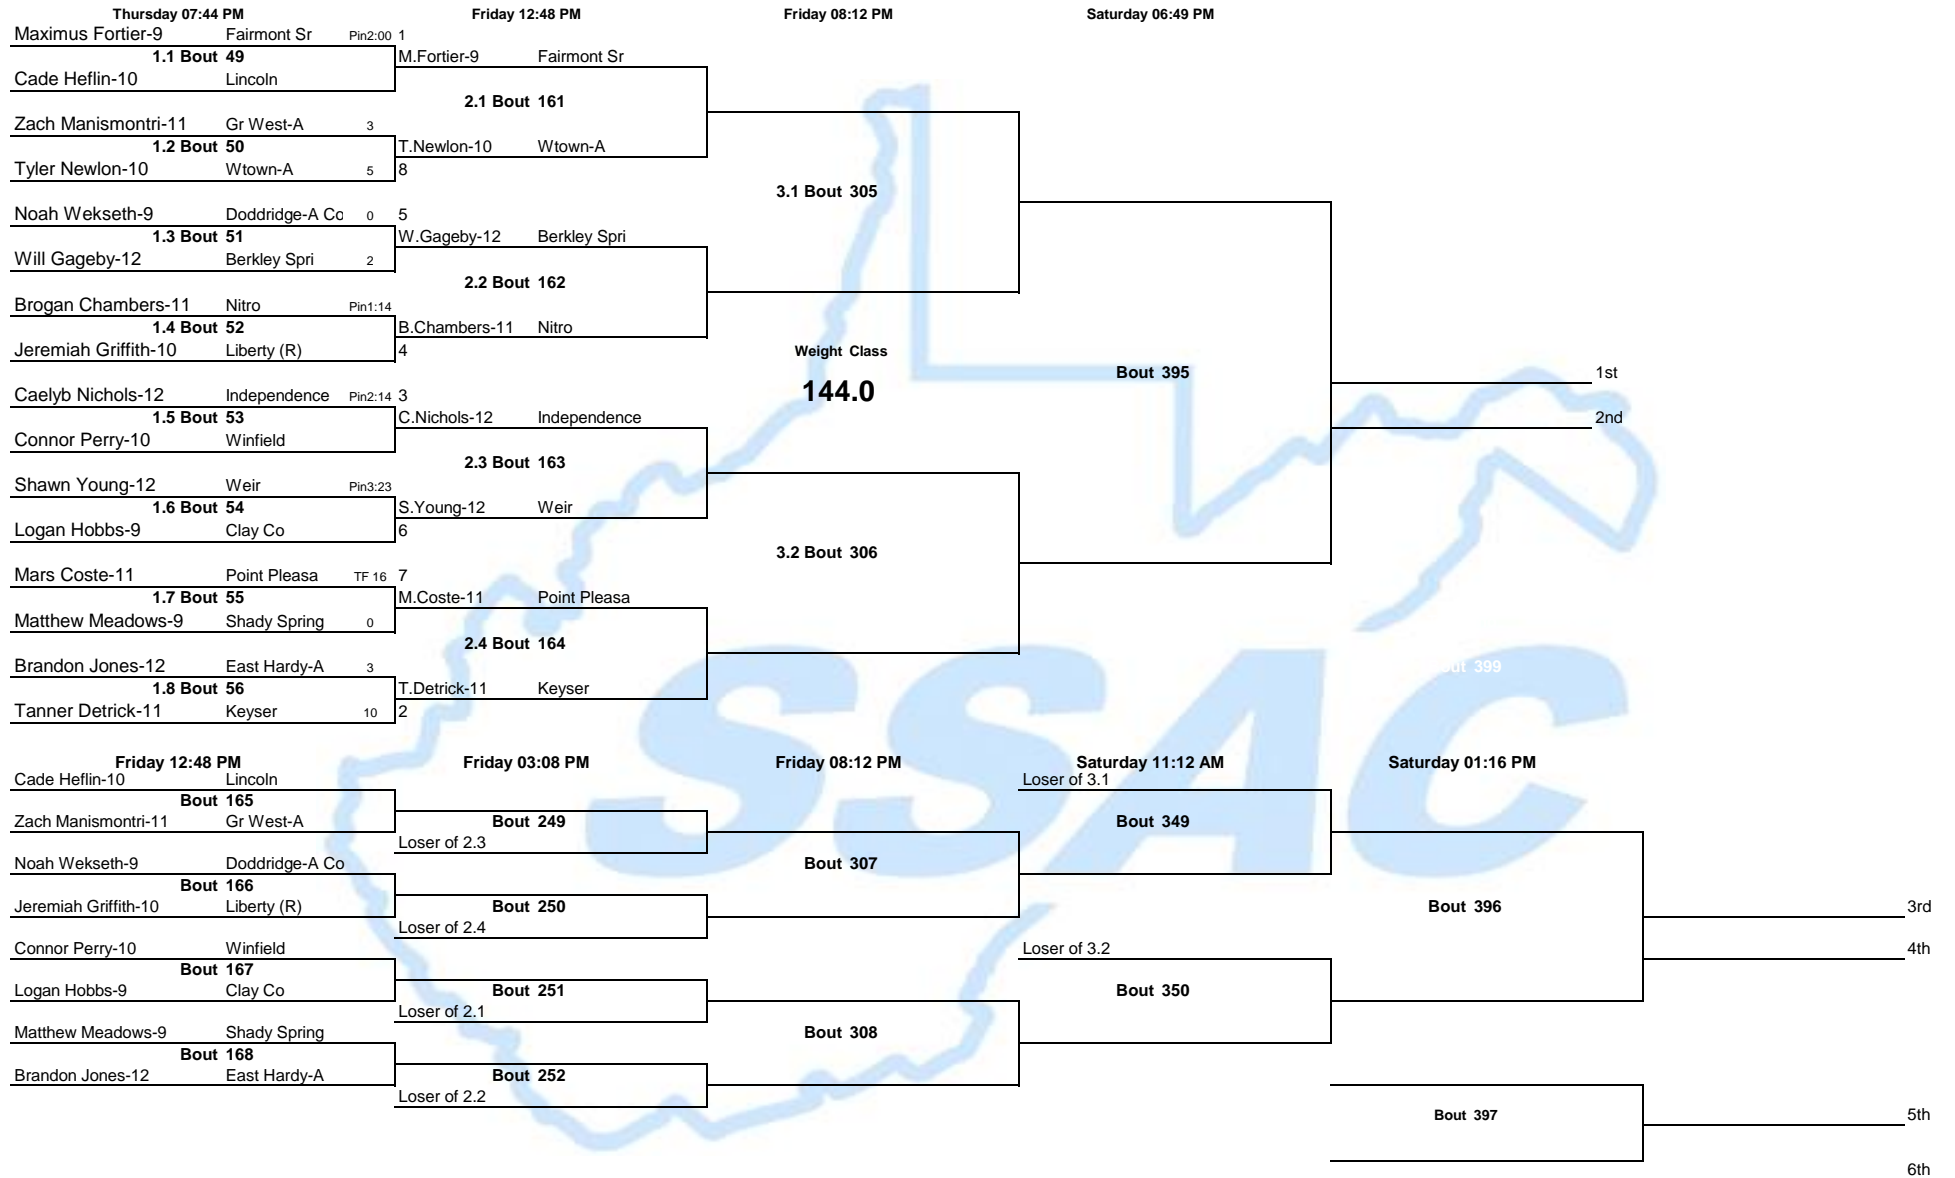 Thursday 07:44 PM Friday 12:48 PM Friday 08:12 PM Saturday 06:49 PM
Maximus Fortier-9 Fairmont Sr Pin2:00 1
1.1 Bout 49 M.Fortier-9 Fairmont Sr
Cade Heflin-10 Lincoln
2.1 Bout 161
Zach Manismontri-11 Gr West-A 3
1.2 Bout 50 T.Newlon-10 Wtown-A
Tyler Newlon-10 Wtown-A 5 8
3.1 Bout 305
Noah Wekseth-9 Doddridge-A Co 0 5
1.3 Bout 51 W.Gageby-12 Berkley Spri
Will Gageby-12 Berkley Spri 2
2.2 Bout 162
Brogan Chambers-11 Nitro Pin1:14
1.4 Bout 52 B.Chambers-11 Nitro
Jeremiah Griffith-10 Liberty (R) 4 Weight Class
Bout 395 1st
Caelyb Nichols-12 Independence Pin2:14 3 144.0
1.5 Bout 53 C.Nichols-12 Independence 2nd
Connor Perry-10 Winfield
2.3 Bout 163
Shawn Young-12 Weir Pin3:23
1.6 Bout 54 S.Young-12 Weir
Logan Hobbs-9 Clay Co 6
3.2 Bout 306
Mars Coste-11 Point Pleasa TF 16 7
1.7 Bout 55 M.Coste-11 Point Pleasa
Matthew Meadows-9 Shady Spring 0
2.4 Bout 164
Brandon Jones-12 East Hardy-A 3 Bout 399
1.8 Bout 56 T.Detrick-11 Keyser
Tanner Detrick-11 Keyser 10 2
SSAC
Friday 12:48 PM Friday 03:08 PM Friday 08:12 PM Saturday 11:12 AM Saturday 01:16 PM
Cade Heflin-10 Lincoln Loser of 3.1
Bout 165
Zach Manismontri-11 Gr West-A Bout 249 Bout 349
Loser of 2.3
Noah Wekseth-9 Doddridge-A Co Bout 307
Bout 166
Jeremiah Griffith-10 Liberty (R) Bout 250 Bout 396 3rd
Loser of 2.4
Connor Perry-10 Winfield Loser of 3.2 4th
Bout 167
Logan Hobbs-9 Clay Co Bout 251 Bout 350
Loser of 2.1
Matthew Meadows-9 Shady Spring Bout 308
Bout 168
Brandon Jones-12 East Hardy-A Bout 252
Loser of 2.2
Bout 397 5th
6th